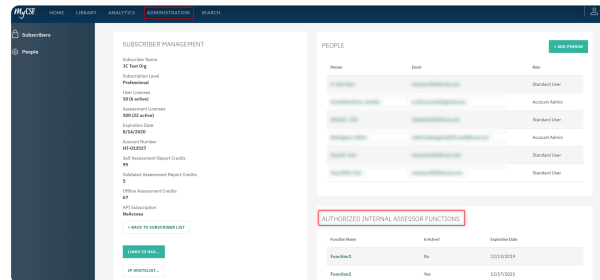 MyCSF
HOME LIBRARY ANALYTICS ADMINISTRATION SEARCH
Subscribers
People
SUBSCRIBER MANAGEMENT
Subscriber Name
JC Test Org
Subscription Level
Professional
User Licenses
10 (6 active)
Assessment Licenses
100 (33 active)
Expiration Date
8/14/2020
Account Number
HT-013527
Self Assessment Report Credits
99
Validated Assessment Report Credits
5
Offline Assessment Credits
67
API Subscription
NoAccess
< BACK TO SUBSCRIBER LIST
LINKS TO HAX...
IP WHITELIST...
PEOPLE
+ ADD PERSON
Person Email Role
Standard User
Account Admin
Standard User
Account Admin
Standard User
Standard User
AUTHORIZED INTERNAL ASSESSOR FUNCTIONS
Function Name Is Active? Expiration Date
Function1 No 12/13/2019
Function2 Yes 12/17/2021